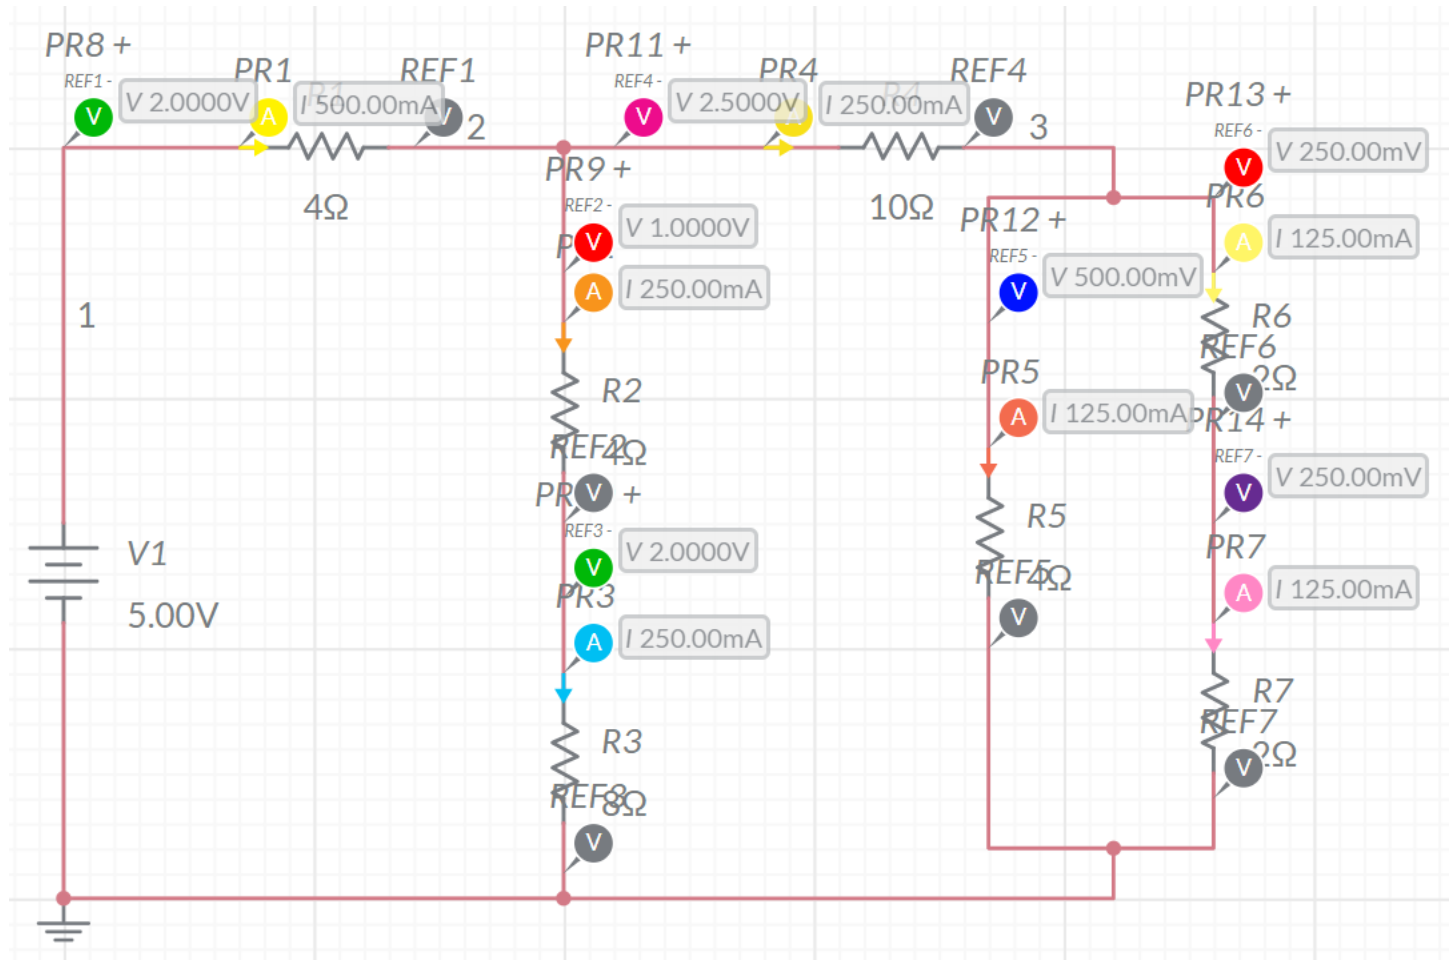 PR8 +
REF1 -
V 2.0000V
PR1
I 500.00mA
REF1
V
A
V
2
4Ω
PR11 +
REF4 -
V 2.5000V
PR4
I 250.00mA
REF4
V
V
3
10Ω
PR13 +
REF6 -
V 250.00mV
V
PR6
A
I 125.00mA
R6
REF6
2Ω
V
PR9 +
REF2 -
V 1.0000V
V
A
I 250.00mA
R2
4Ω
V
REF3 -
V 2.0000V
V
PR3
A
I 250.00mA
R3
8Ω
V
PR12 +
REF5 -
V 500.00mV
V
PR5
A
I 125.00mA
R5
REF5
4Ω
V
PR14 +
REF7 -
V 250.00mV
V
PR7
A
I 125.00mA
R7
REF7
2Ω
V
1
V1
5.00V